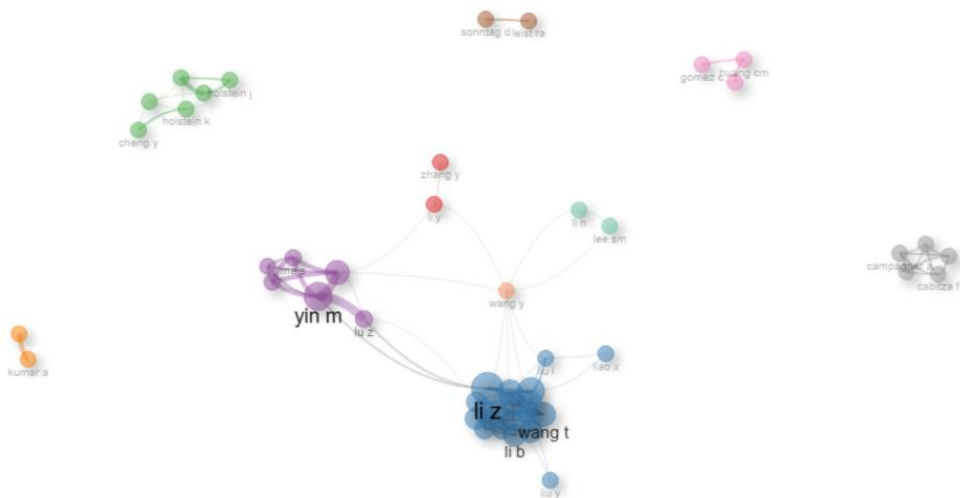 sonntag d
leist ra
huang cm
gomez c
holstein j
holstein k
cheng y
zhang y
li y
li h
lee sm
cabitza f
wang y
yin m
lu z
kumar a
liu l
liao x
li z
wang t
li b
liu y